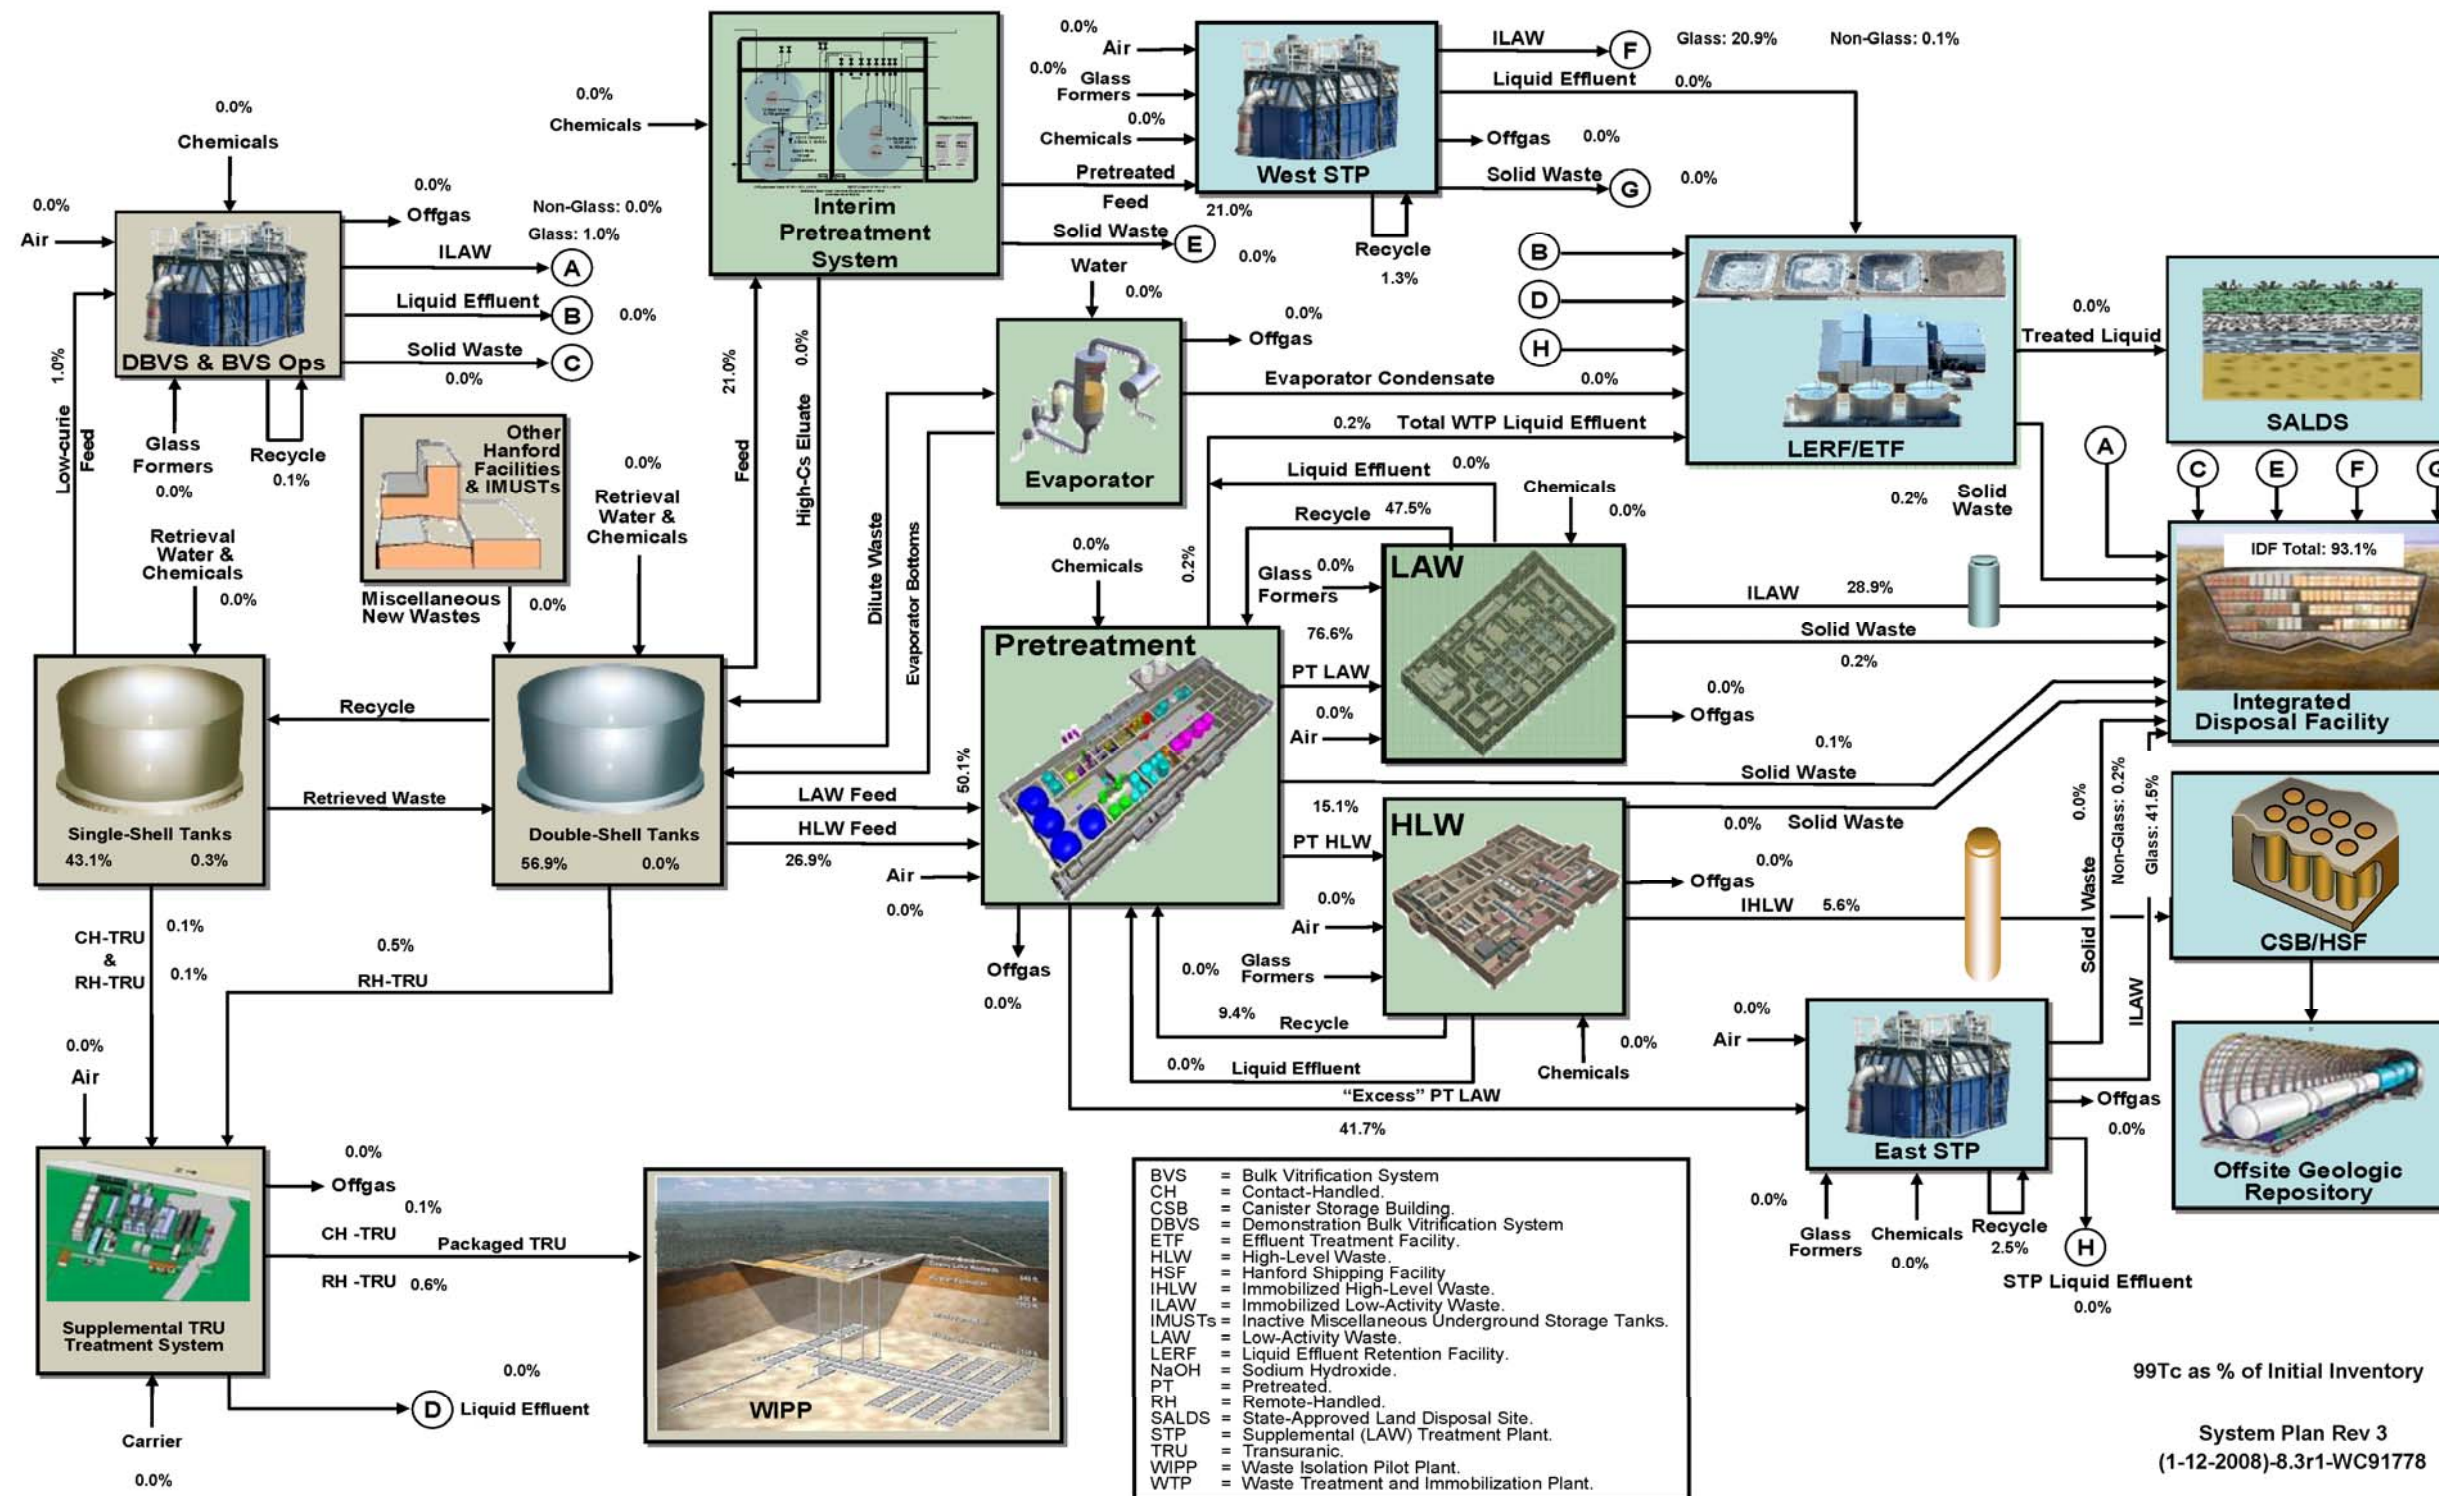 0.0%
Chemicals
0.0%
Air
0.0%
Offgas
Non-Glass: 0.0%
Glass: 1.0%
ILAW
A
Liquid Effluent
B
0.0%
Solid Waste
C
0.0%
DBVS & BVS Ops
1.0%
Low-curie
Feed
Glass
Formers
0.0%
Recycle
0.1%
0.0%
Chemicals
Interim
Pretreatment
System
0.0%
Air
0.0%
Glass
Formers
0.0%
Chemicals
Pretreated
Feed
21.0%
Solid Waste
E
0.0%
West STP
Recycle
1.3%
ILAW
F
Glass: 20.9%
Non-Glass: 0.1%
Liquid Effluent
0.0%
Offgas
0.0%
Solid Waste
G
0.0%
Other
Hanford
Facilities
& IMUSTs
Miscellaneous
New Wastes
0.0%
Retrieval
Water &
Chemicals
0.0%
0.0%
Retrieval
Water &
Chemicals
Feed
21.0%
High-Cs Eluate
0.0%
Water
0.0%
Evaporator
0.0%
Offgas
Evaporator Condensate
0.0%
Dilute Waste
Evaporator Bottoms
B
D
H
LERF/ETF
0.0%
Treated Liquid
SALDS
0.2%
Total WTP Liquid Effluent
Liquid Effluent
0.0%
Recycle
47.5%
0.2%
Chemicals
0.0%
0.2%
Solid
Waste
A
C
E
F
G
IDF Total: 93.1%
Integrated
Disposal Facility
Single-Shell Tanks
43.1%
0.3%
Recycle
Retrieved Waste
Double-Shell Tanks
56.9%
0.0%
LAW Feed
50.1%
HLW Feed
26.9%
Air
0.0%
0.0%
Chemicals
Pretreatment
Offgas
0.0%
Glass
Formers
0.0%
76.6%
PT LAW
0.0%
Air
LAW
ILAW
28.9%
Solid Waste
0.2%
0.0%
Offgas
0.1%
Solid Waste
15.1%
PT HLW
0.0%
Air
0.0%
Glass
Formers
HLW
0.0%
Solid Waste
0.0%
Offgas
IHLW
5.6%
9.4%
Recycle
0.0%
Liquid Effluent
Chemicals
0.0%
"Excess" PT LAW
41.7%
CSB/HSF
Offsite Geologic
Repository
0.0%
Air
East STP
Solid Waste
0.0%
Non-Glass: 0.2%
Glass: 41.5%
ILAW
Offgas
0.0%
0.0%
Glass
Formers
Chemicals
0.0%
Recycle
2.5%
H
STP Liquid Effluent
0.0%
CH-TRU
&
RH-TRU
0.1%
0.1%
0.5%
RH-TRU
0.0%
Air
Supplemental TRU
Treatment System
0.0%
Offgas
0.1%
CH -TRU
Packaged TRU
RH -TRU
0.6%
WIPP
0.0%
D
Liquid Effluent
Carrier
0.0%
BVS = Bulk Vitrification System
CH = Contact-Handled.
CSB = Canister Storage Building.
DBVS = Demonstration Bulk Vitrification System
ETF = Effluent Treatment Facility.
HLW = High-Level Waste.
HSF = Hanford Shipping Facility
IHLW = Immobilized High-Level Waste.
ILAW = Immobilized Low-Activity Waste.
IMUSTs = Inactive Miscellaneous Underground Storage Tanks.
LAW = Low-Activity Waste.
LERF = Liquid Effluent Retention Facility.
NaOH = Sodium Hydroxide.
PT = Pretreated.
RH = Remote-Handled.
SALDS = State-Approved Land Disposal Site.
STP = Supplemental (LAW) Treatment Plant.
TRU = Transuranic.
WIPP = Waste Isolation Pilot Plant.
WTP = Waste Treatment and Immobilization Plant.
99Tc as % of Initial Inventory
System Plan Rev 3
(1-12-2008)-8.3r1-WC91778